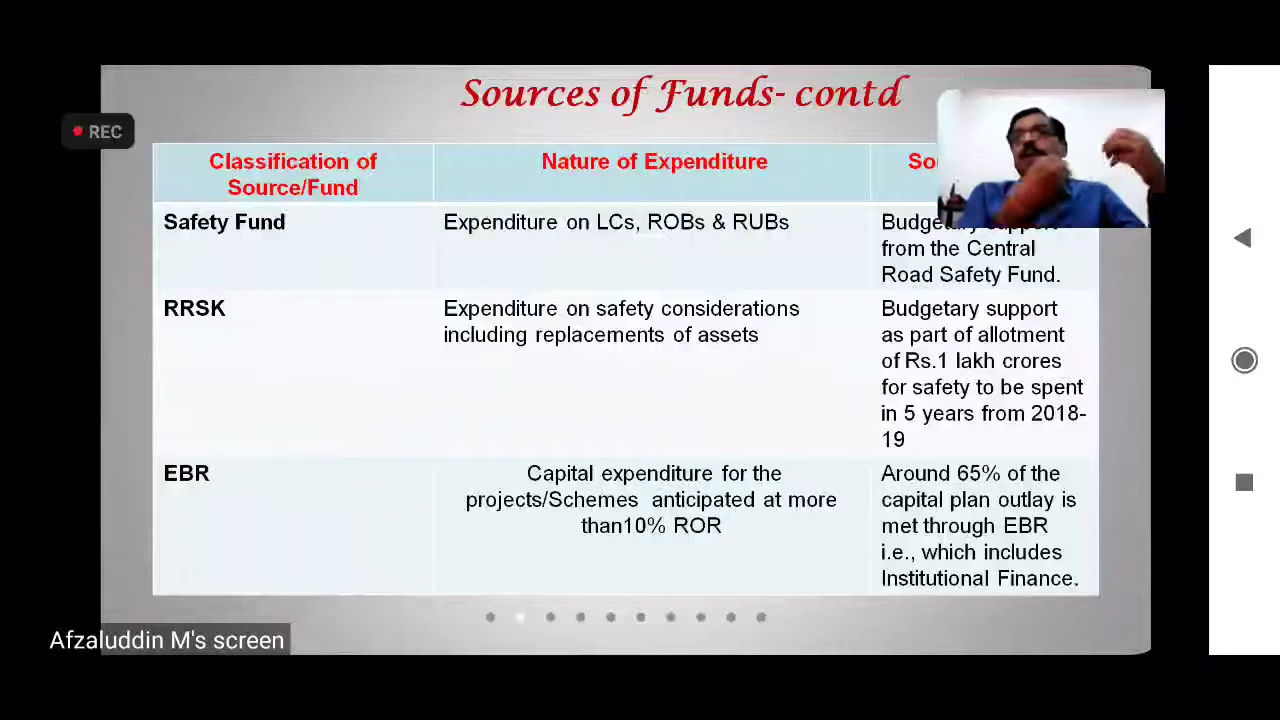 Sources of Funds- contd
REC
Classification of
Source/Fund
Nature of Expenditure
Safety Fund
Expenditure on LCs, ROBs & RUBs
from the Central
Road Safety Fund.
RRSK
Expenditure on safety considerations
including replacements of assets
Budgetary support
as part of allotment
of Rs.1 lakh crores
for safety to be spent
in 5 years from 2018-
19
EBR
Capital expenditure for the
projects/Schemes anticipated at more
than10% ROR
Around 65% of the
capital plan outlay is
met through EBR
i.e., which includes
Institutional Finance.
Afzaluddin M's screen